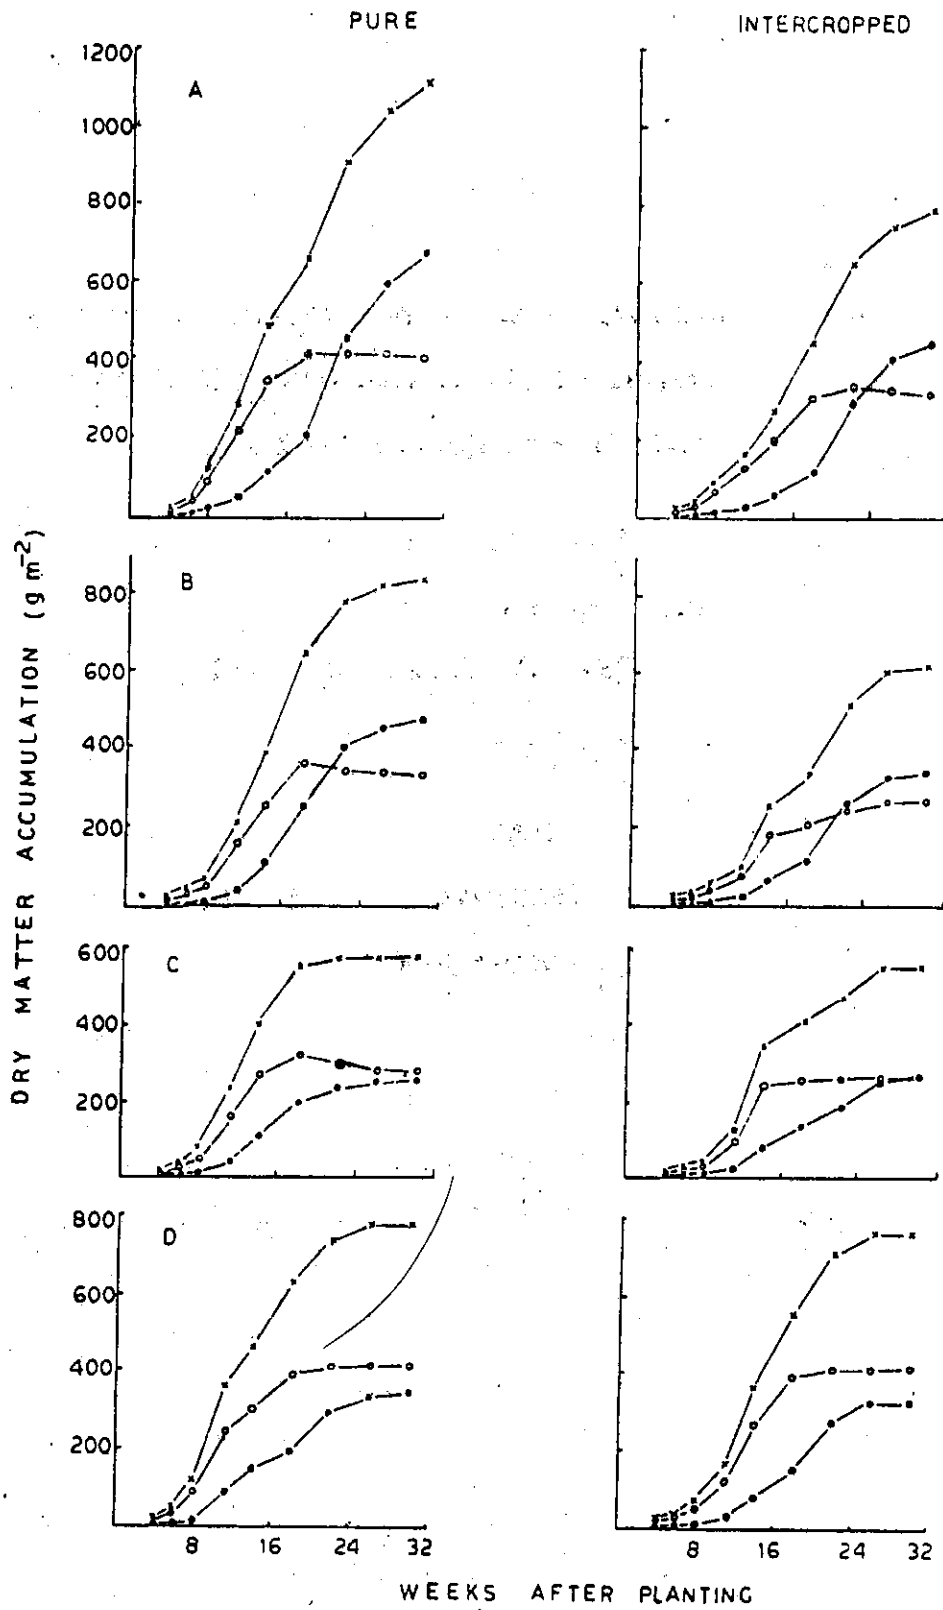 PURE INTERCROPPED
A
1200
1000
800
600
400
200
B
800
600
400
200
C
600
400
200
D
800
600
400
200
8 16 24 32 8 16 24 32
DRY MATTER ACCUMULATION (g m⁻²)
WEEKS AFTER PLANTING